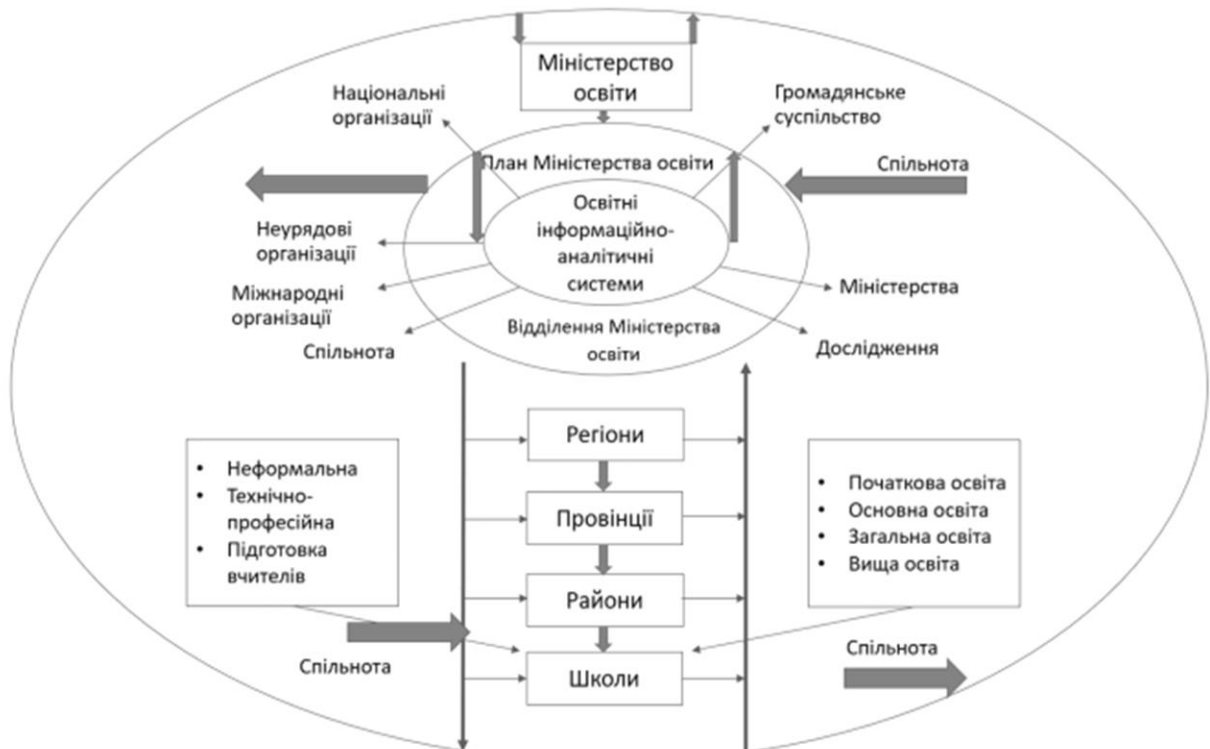 Міністерство
освіти
Національні
організації
Громадянське
суспільство
План Міністерства освіти
Спільнота
Освітні
інформаційно-
аналітичні
системи
Неурядові
організації
Міжнародні
організації
Міністерства
Спільнота
Відділення Міністерства
освіти
Дослідження
Регіони
• Неформальна
• Технічно-
професійна
• Підготовка
вчителів
• Початкова освіта
• Основна освіта
• Загальна освіта
• Вища освіта
Провінції
Райони
Спільнота
Школи
Спільнота